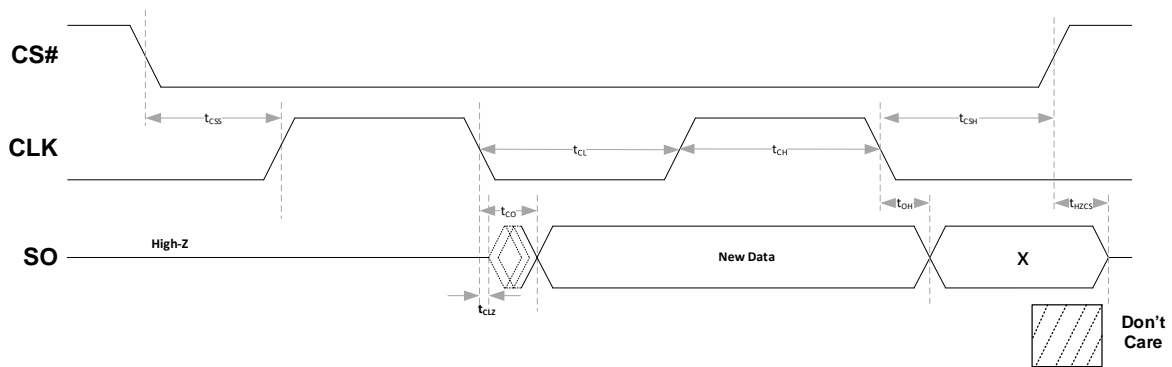 CS#
tCSS
tCSH
CLK
tCL
tCH
tCO
tOH
tHZCS
High-Z
SO
New Data
X
tCLZ
Don't
Care